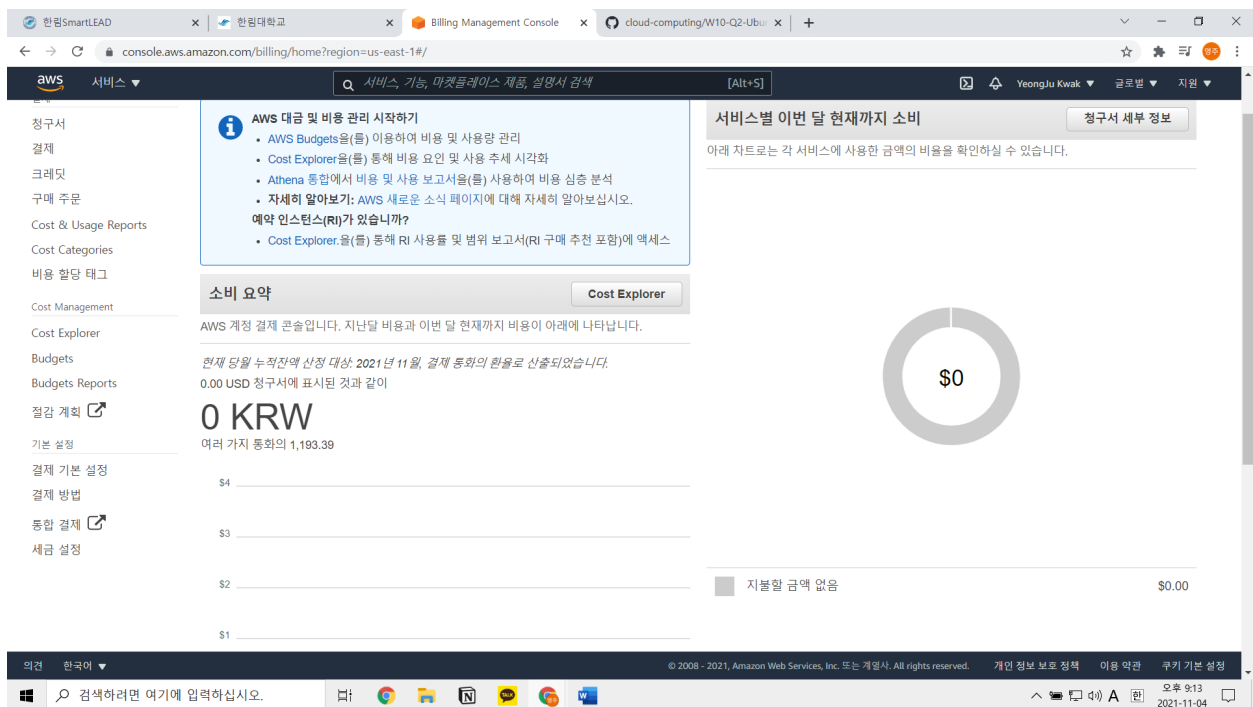 한림SmartLEAD
한림대학교
Billing Management Console
cloud-computing/W10-Q2-Ubun
console.aws.amazon.com/billing/home?region=us-east-1#/
영주
aws
서비스 ▼
서비스, 기능, 마켓플레이스 제품, 설명서 검색
[Alt+S]
YeongJu Kwak ▼
글로벌 ▼
지원 ▼
청구서
결제
크레딧
구매 주문
Cost & Usage Reports
Cost Categories
비용 할당 태그
Cost Management
Cost Explorer
Budgets
Budgets Reports
절감 계획
기본 설정
결제 기본 설정
결제 방법
통합 결제
세금 설정
AWS 대금 및 비용 관리 시작하기
• AWS Budgets을(를) 이용하여 비용 및 사용량 관리
• Cost Explorer을(를) 통해 비용 요인 및 사용 추세 시각화
• Athena 통합에서 비용 및 사용 보고서을(를) 사용하여 비용 심층 분석
• 자세히 알아보기: AWS 새로운 소식 페이지에 대해 자세히 알아보십시오.
예약 인스턴스(RI)가 있습니까?
• Cost Explorer.을(를) 통해 RI 사용률 및 범위 보고서(RI 구매 추천 포함)에 액세스
소비 요약
Cost Explorer
AWS 계정 결제 콘솔입니다. 지난달 비용과 이번 달 현재까지 비용이 아래에 나타납니다.
현재 당월 누적잔액 산정 대상: 2021년 11월, 결제 통화의 환율로 산출되었습니다.
0.00 USD 청구서에 표시된 것과 같이
0 KRW
여러 가지 통화의 1,193.39
$4
$3
$2
$1
서비스별 이번 달 현재까지 소비
청구서 세부 정보
아래 차트로는 각 서비스에 사용한 금액의 비율을 확인하실 수 있습니다.
$0
지불할 금액 없음
$0.00
의견
한국어 ▼
© 2008 - 2021, Amazon Web Services, Inc. 또는 계열사. All rights reserved.
개인 정보 보호 정책
이용 약관
쿠키 기본 설정
검색하려면 여기에 입력하십시오.
TALK
A
한
오후 9:13
2021-11-04